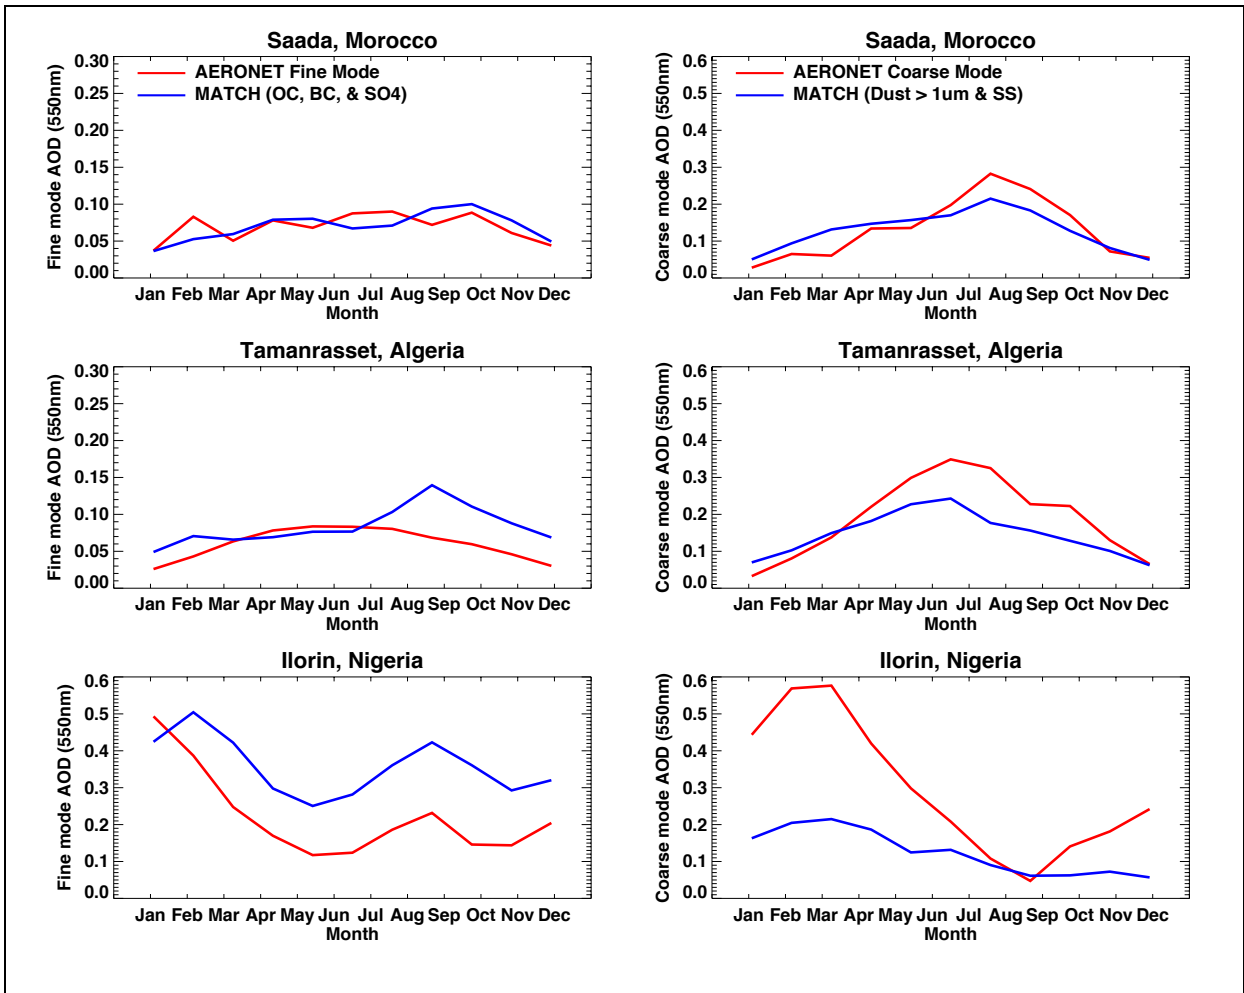 Saada, Morocco
Fine mode AOD (550nm)
0.30
0.25
0.20
0.15
0.10
0.05
0.00
AERONET Fine Mode
MATCH (OC, BC, & SO4)
Jan Feb Mar Apr May Jun Jul Aug Sep Oct Nov Dec
Month
Saada, Morocco
Coarse mode AOD (550nm)
0.6
0.5
0.4
0.3
0.2
0.1
0.0
AERONET Coarse Mode
MATCH (Dust > 1um & SS)
Jan Feb Mar Apr May Jun Jul Aug Sep Oct Nov Dec
Month
Tamanrasset, Algeria
Fine mode AOD (550nm)
0.30
0.25
0.20
0.15
0.10
0.05
0.00
Jan Feb Mar Apr May Jun Jul Aug Sep Oct Nov Dec
Month
Tamanrasset, Algeria
Coarse mode AOD (550nm)
0.6
0.5
0.4
0.3
0.2
0.1
0.0
Jan Feb Mar Apr May Jun Jul Aug Sep Oct Nov Dec
Month
Ilorin, Nigeria
Fine mode AOD (550nm)
0.6
0.5
0.4
0.3
0.2
0.1
0.0
Jan Feb Mar Apr May Jun Jul Aug Sep Oct Nov Dec
Month
Ilorin, Nigeria
Coarse mode AOD (550nm)
0.6
0.5
0.4
0.3
0.2
0.1
0.0
Jan Feb Mar Apr May Jun Jul Aug Sep Oct Nov Dec
Month